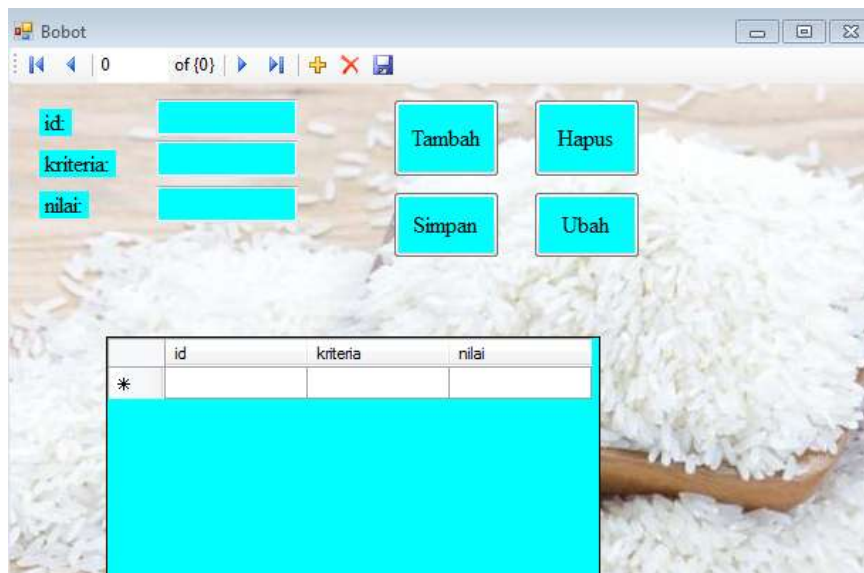 Bobot
0 of {0}
id:
kriteria:
nilai:
Tambah Hapus
Simpan Ubah
id kriteria nilai